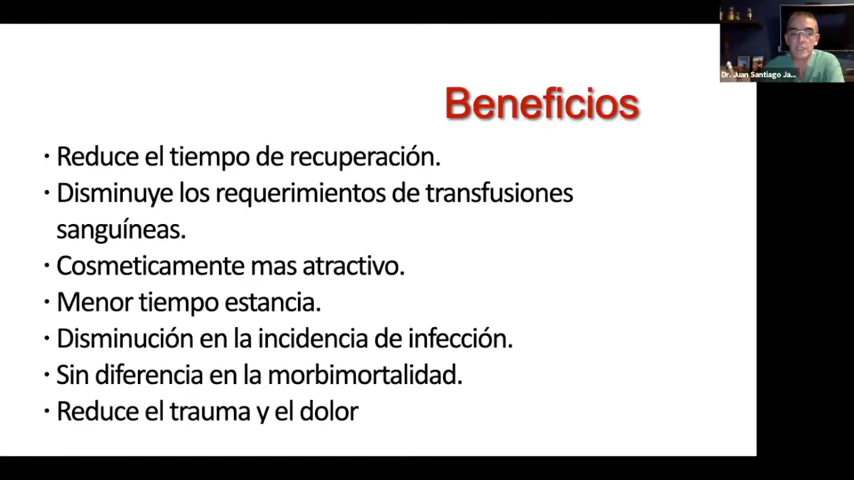 Dr. Juan Santiago Ja...
Beneficios
· Reduce el tiempo de recuperación.
· Disminuye los requerimientos de transfusiones
sanguíneas.
· Cosmeticamente mas atractivo.
· Menor tiempo estancia.
· Disminución en la incidencia de infección.
· Sin diferencia en la morbimortalidad.
· Reduce el trauma y el dolor